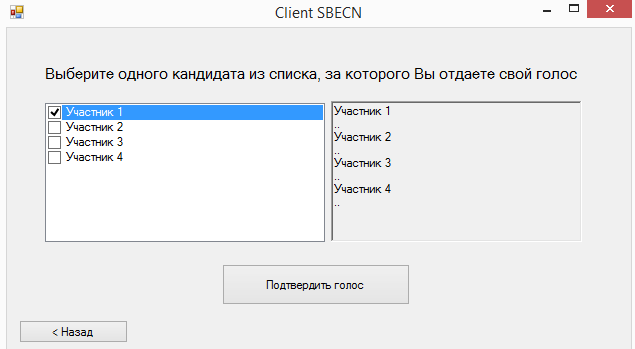 Client SBECN
Выберите одного кандидата из списка, за которого Вы отдаете свой голос
Участник 1
Участник 2
Участник 3
Участник 4
Участник 1
..
Участник 2
..
Участник 3
..
Участник 4
..
Подтвердить голос
< Назад